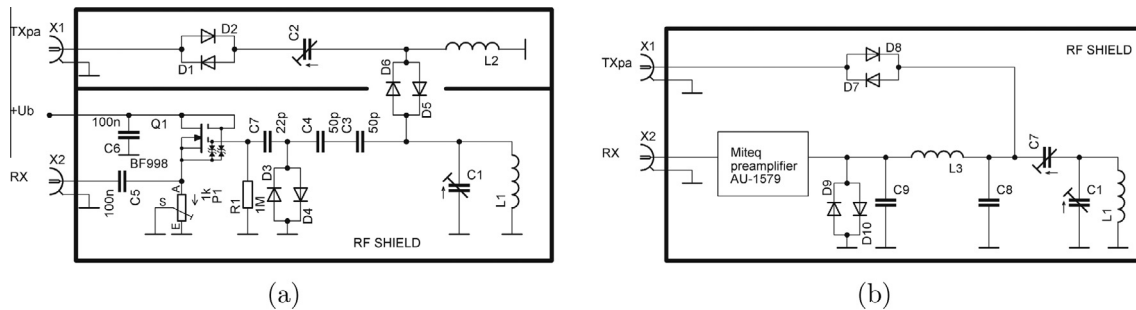 TXpa X1
D2
D1
C2
L2
D6
D5
+Ub
100n
C6
Q1
BF998
C7
22p
C4
50p
C3
50p
RX
X2
100n
C5
A
S
E
1k
P1
R1
1M
D3
D4
C1
L1
RF SHIELD
(a)
X1
TXpa
D8
D7
RF SHIELD
X2
RX
Miteq
preamplifier
AU-1579
D9
D10
C9
L3
C8
C7
C1
L1
(b)